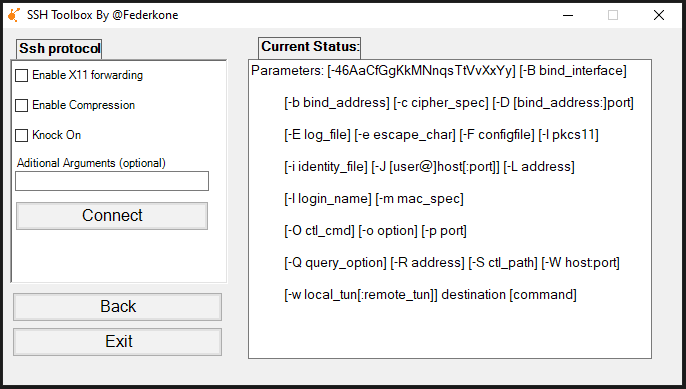 SSH Toolbox By @Federkone
Ssh protocol
Enable X11 forwarding
Enable Compression
Knock On
Aditional Arguments (optional)
Connect
Back
Exit
Current Status:
Parameters: [-46AaCfGgKkMNnqsTtVvXxYy] [-B bind_interface]
[-b bind_address] [-c cipher_spec] [-D [bind_address:]port]
[-E log_file] [-e escape_char] [-F configfile] [-I pkcs11]
[-i identity_file] [-J [user@]host[:port]] [-L address]
[-l login_name] [-m mac_spec]
[-O ctl_cmd] [-o option] [-p port]
[-Q query_option] [-R address] [-S ctl_path] [-W host:port]
[-w local_tun[:remote_tun]] destination [command]